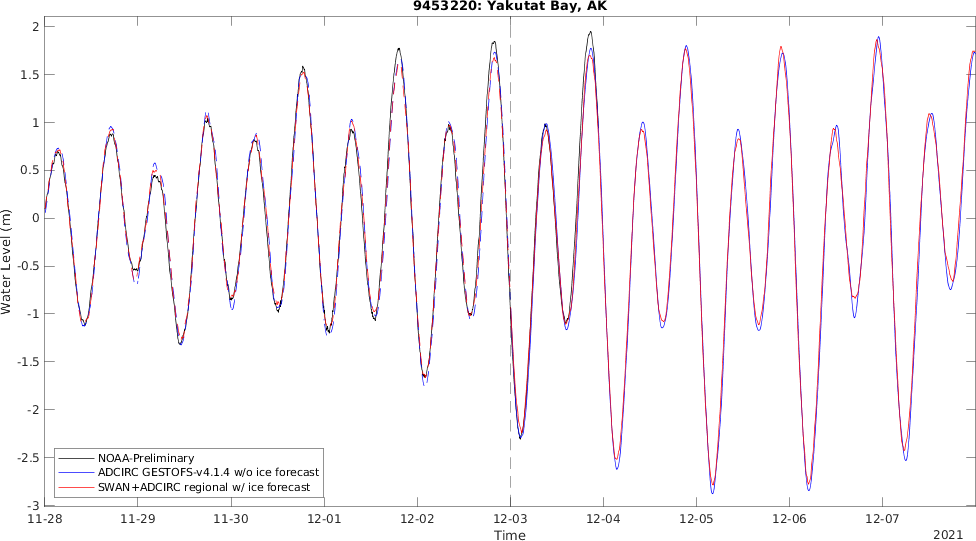 9453220: Yakutat Bay, AK
2
1.5
1
0.5
0
-0.5
-1
-1.5
-2
-2.5
-3
Water Level (m)
NOAA-Preliminary
ADCIRC GESTOFS-v4.1.4 w/o ice forecast
SWAN+ADCIRC regional w/ ice forecast
11-28 11-29 11-30 12-01 12-02 12-03 12-04 12-05 12-06 12-07
Time
2021